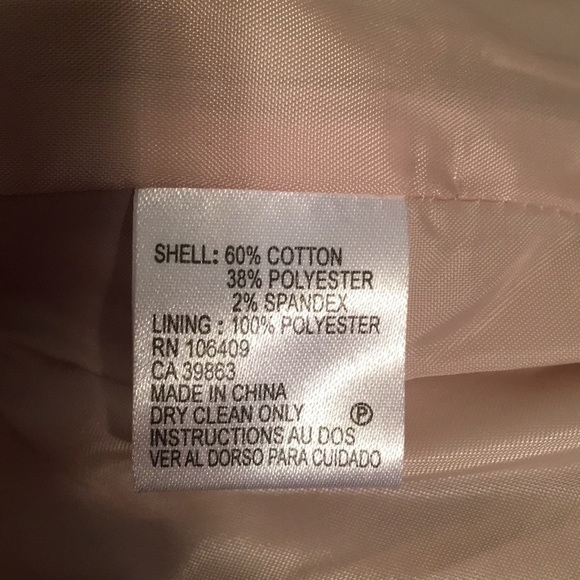 SHELL: 60% COTTON
38% POLYESTER
2% SPANDEX
LINING : 100% POLYESTER
RN 106409
CA 39863
MADE IN CHINA
DRY CLEAN ONLY Ⓟ
INSTRUCTIONS AU DOS
VER AL DORSO PARA CUIDADO